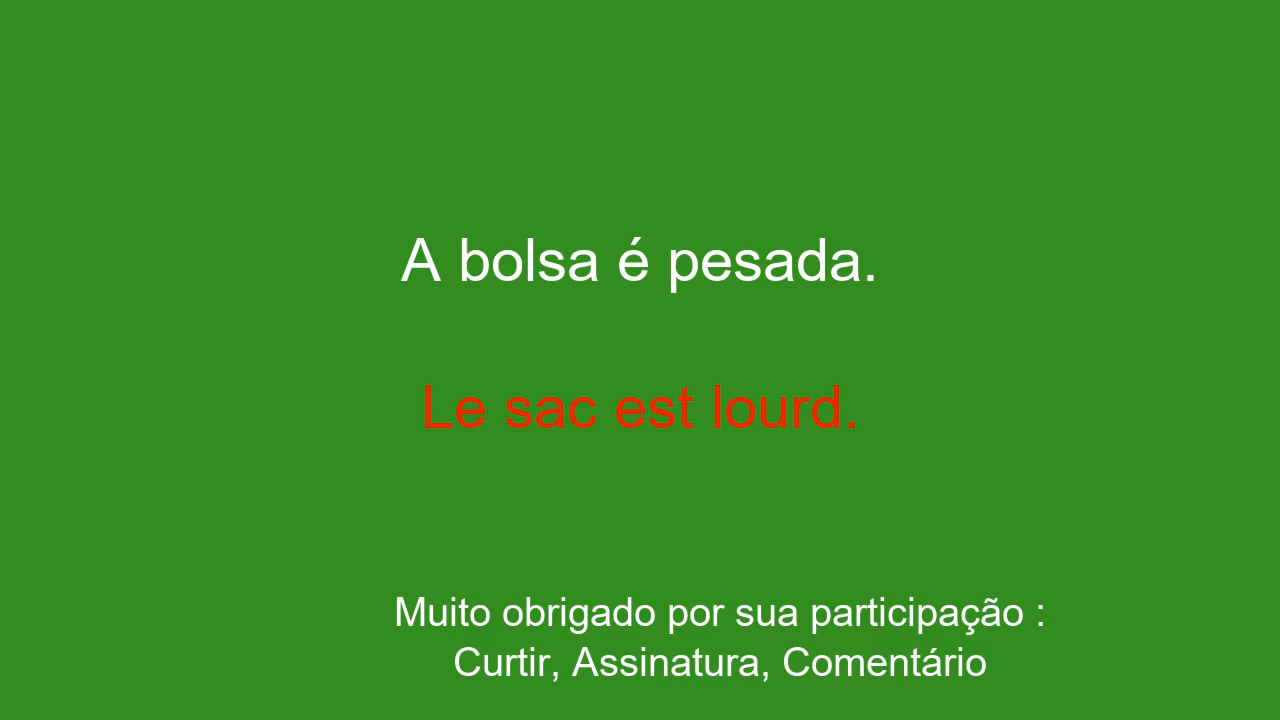 A bolsa é pesada.
Le sac est lourd.
Muito obrigado por sua participação :
Curtir, Assinatura, Comentário